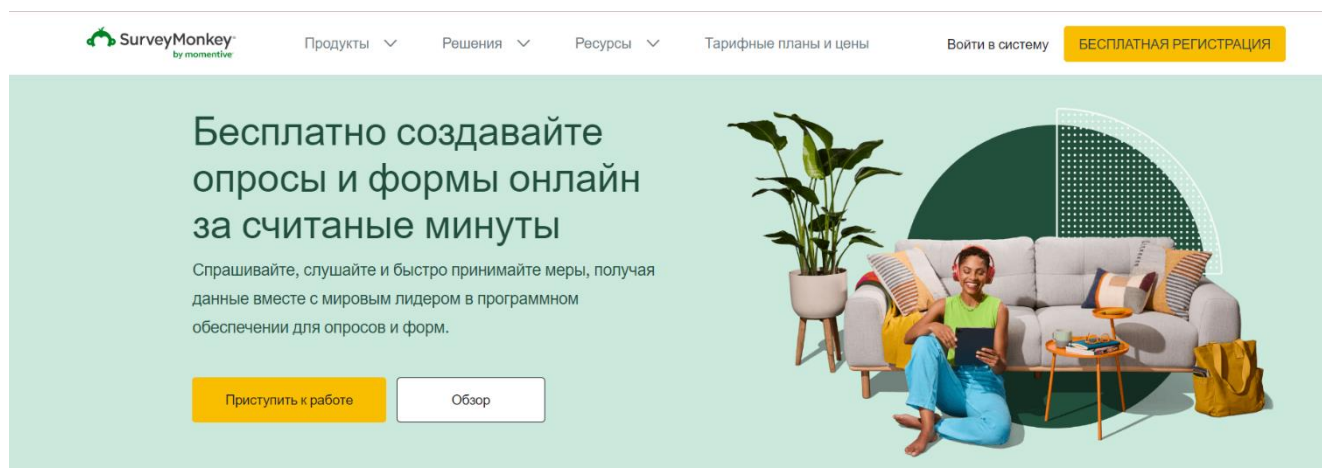 SurveyMonkey
by momentive
Продукты
Решения
Ресурсы
Тарифные планы и цены
Войти в систему
БЕСПЛАТНАЯ РЕГИСТРАЦИЯ
Бесплатно создавайте
опросы и формы онлайн
за считаные минуты
Спрашивайте, слушайте и быстро принимайте меры, получая
данные вместе с мировым лидером в программном
обеспечении для опросов и форм.
Приступить к работе
Обзор